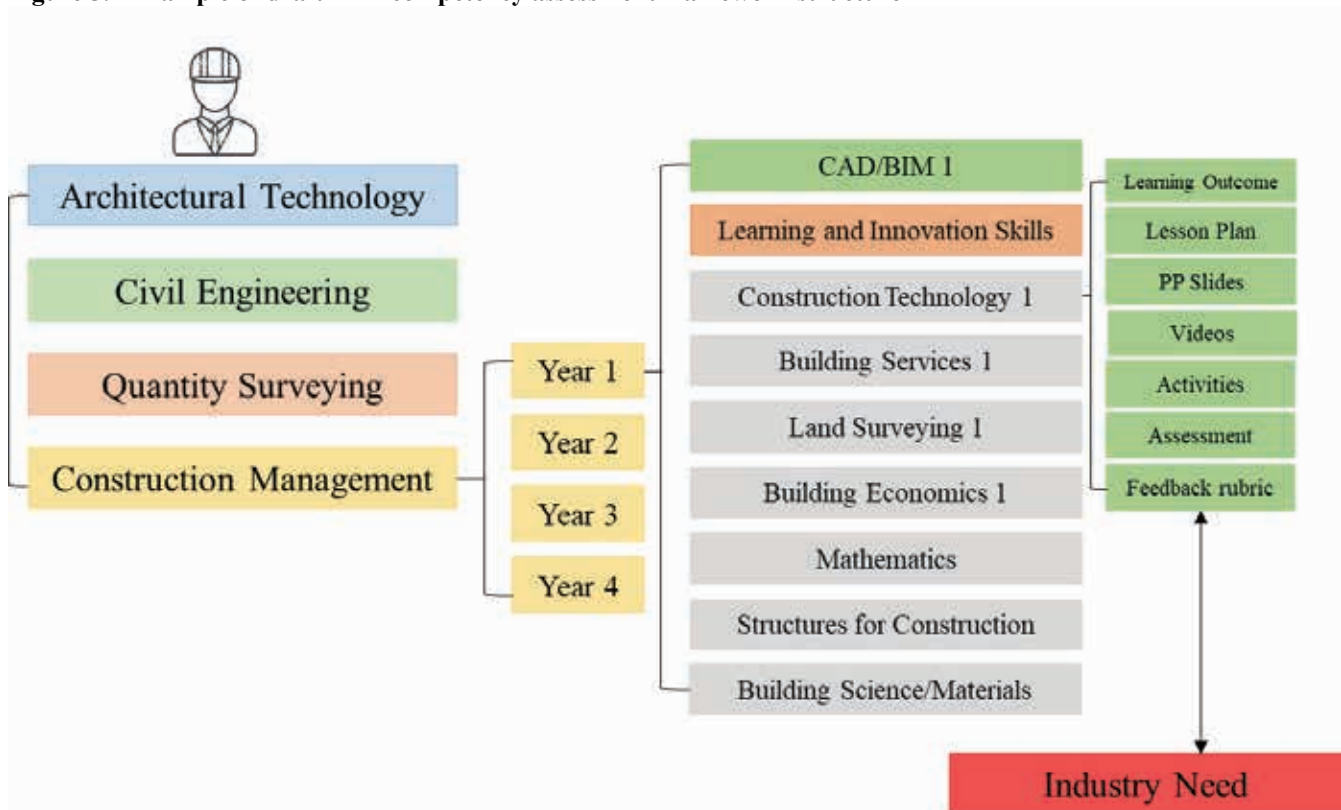 Architectural Technology
Civil Engineering
Quantity Surveying
Construction Management
Year 1
Year 2
Year 3
Year 4
CAD/BIM 1
Learning and Innovation Skills
Construction Technology 1
Building Services 1
Land Surveying 1
Building Economics 1
Mathematics
Structures for Construction
Building Science/Materials
Learning Outcome
Lesson Plan
PP Slides
Videos
Activities
Assessment
Feedback rubric
Industry Need